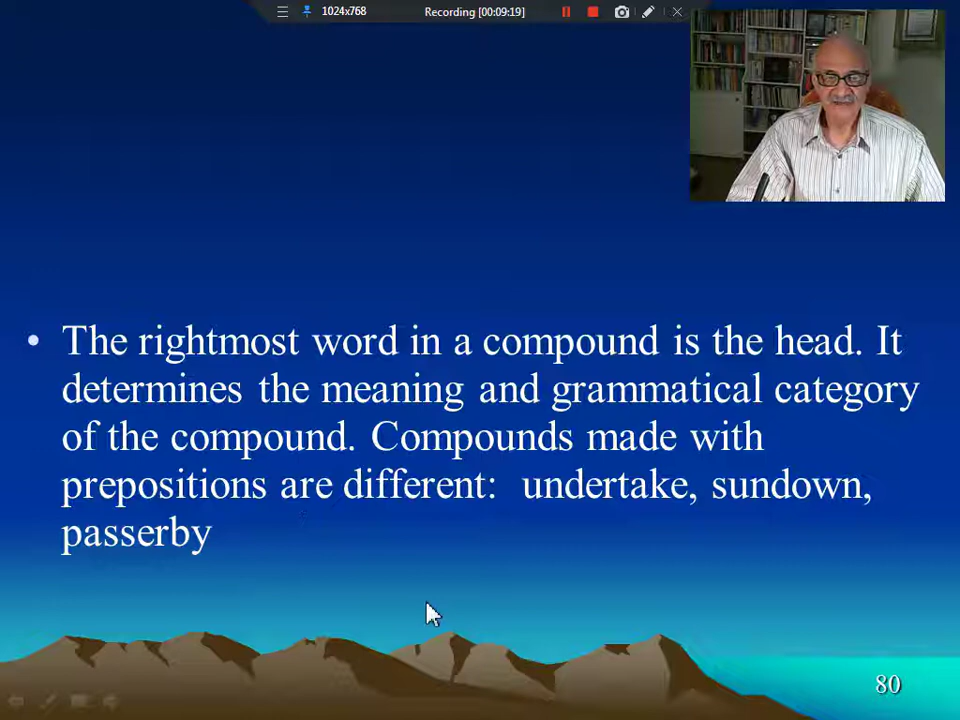 1024x768 Recording [00:09:19]
• The rightmost word in a compound is the head. It
determines the meaning and grammatical category
of the compound. Compounds made with
prepositions are different: undertake, sundown,
passerby
80